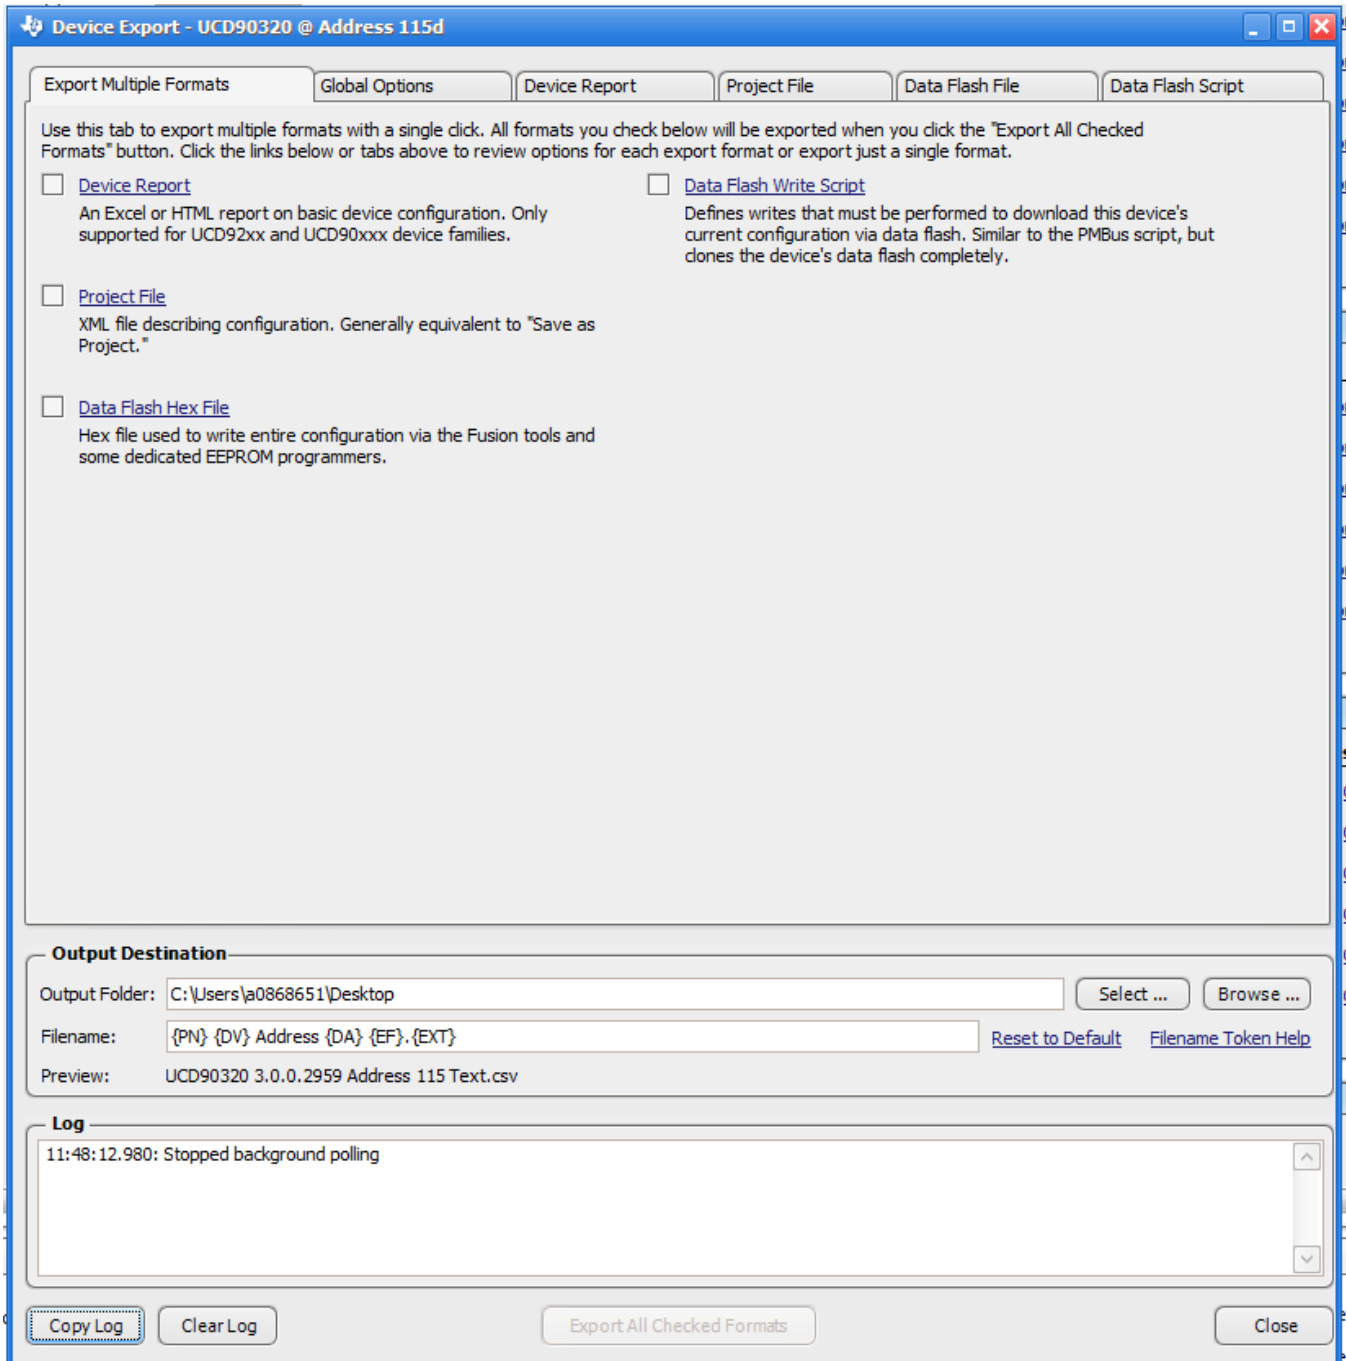 Device Export - UCD90320 @ Address 115d
Export Multiple Formats
Global Options
Device Report
Project File
Data Flash File
Data Flash Script
Use this tab to export multiple formats with a single click. All formats you check below will be exported when you click the "Export All Checked
Formats" button. Click the links below or tabs above to review options for each export format or export just a single format.
Device Report
An Excel or HTML report on basic device configuration. Only
supported for UCD92xx and UCD90xxx device families.
Project File
XML file describing configuration. Generally equivalent to "Save as
Project."
Data Flash Hex File
Hex file used to write entire configuration via the Fusion tools and
some dedicated EEPROM programmers.
Data Flash Write Script
Defines writes that must be performed to download this device's
current configuration via data flash. Similar to the PMBus script, but
clones the device's data flash completely.
Output Destination
Output Folder: C:\Users\a0868651\Desktop
Select ...
Browse ...
Filename: {PN} {DV} Address {DA} {EF}.{EXT}
Reset to Default
Filename Token Help
Preview: UCD90320 3.0.0.2959 Address 115 Text.csv
Log
11:48:12.980: Stopped background polling
Copy Log
Clear Log
Export All Checked Formats
Close